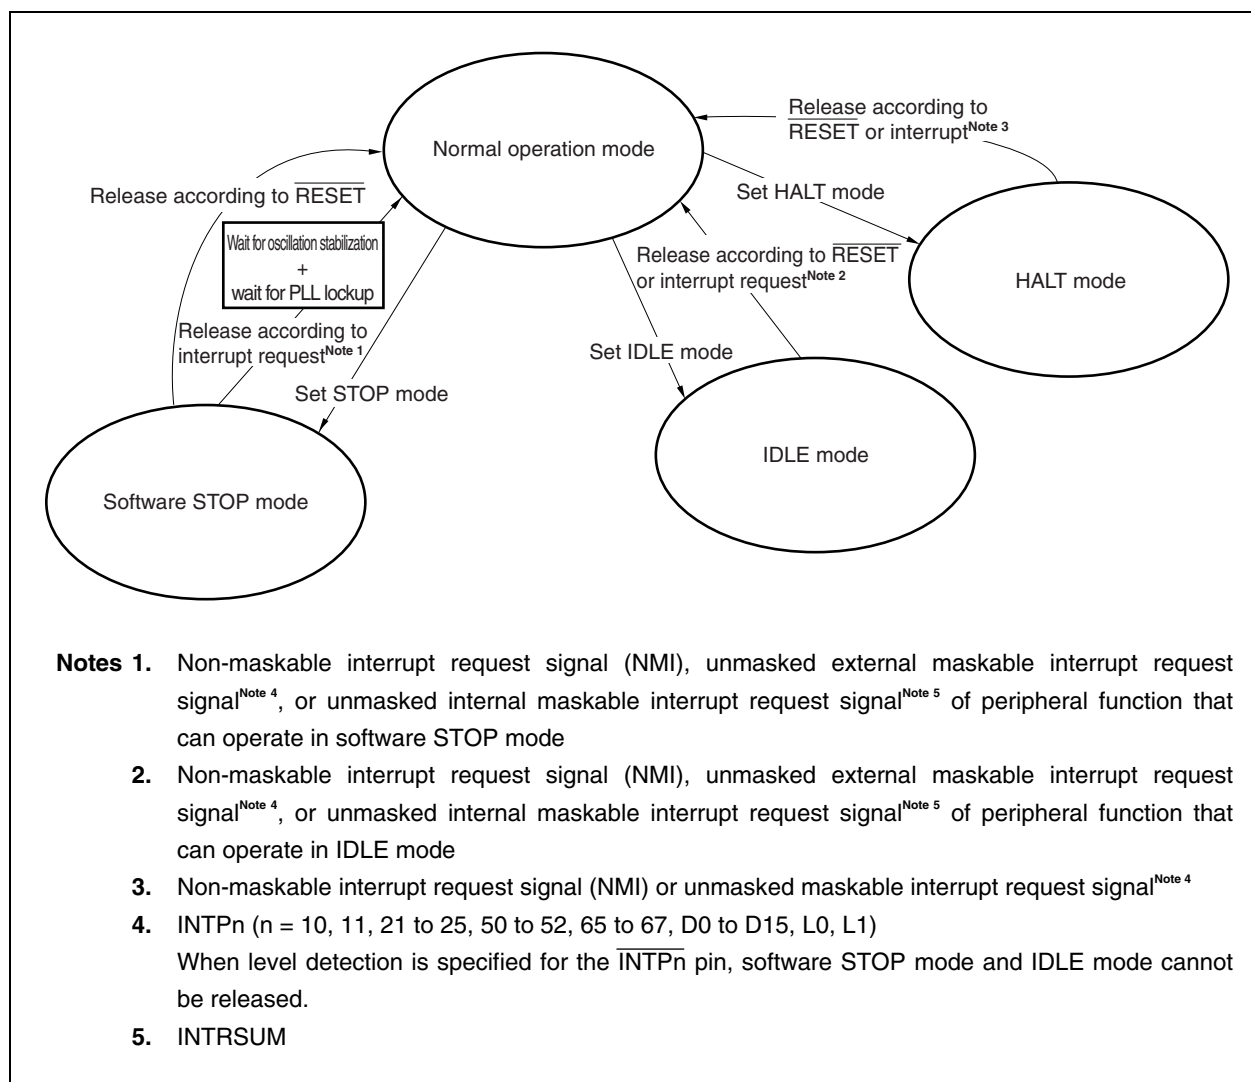 Normal operation mode
Release according to
RESET or interrupt Note 3
Release according to RESET
Set HALT mode
Wait for oscillation stabilization
+
wait for PLL lockup
Release according to RESET
or interrupt request Note 2
HALT mode
Release according to
interrupt request Note 1
Set IDLE mode
Set STOP mode
IDLE mode
Software STOP mode
Notes 1. Non-maskable interrupt request signal (NMI), unmasked external maskable interrupt request
signal Note 4, or unmasked internal maskable interrupt request signal Note 5 of peripheral function that
can operate in software STOP mode
2. Non-maskable interrupt request signal (NMI), unmasked external maskable interrupt request
signal Note 4, or unmasked internal maskable interrupt request signal Note 5 of peripheral function that
can operate in IDLE mode
3. Non-maskable interrupt request signal (NMI) or unmasked maskable interrupt request signal Note 4
4. INTPn (n = 10, 11, 21 to 25, 50 to 52, 65 to 67, D0 to D15, L0, L1)
When level detection is specified for the INTPn pin, software STOP mode and IDLE mode cannot
be released.
5. INTRSUM